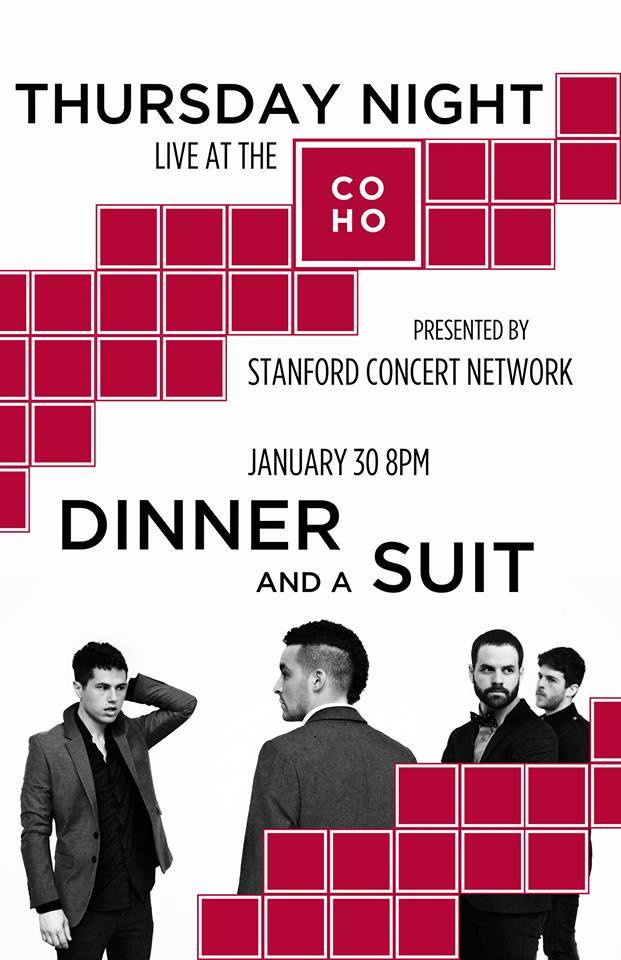 THURSDAY NIGHT
LIVE AT THE
CO
HO
PRESENTED BY
STANFORD CONCERT NETWORK
JANUARY 30 8PM
DINNER
AND A SUIT